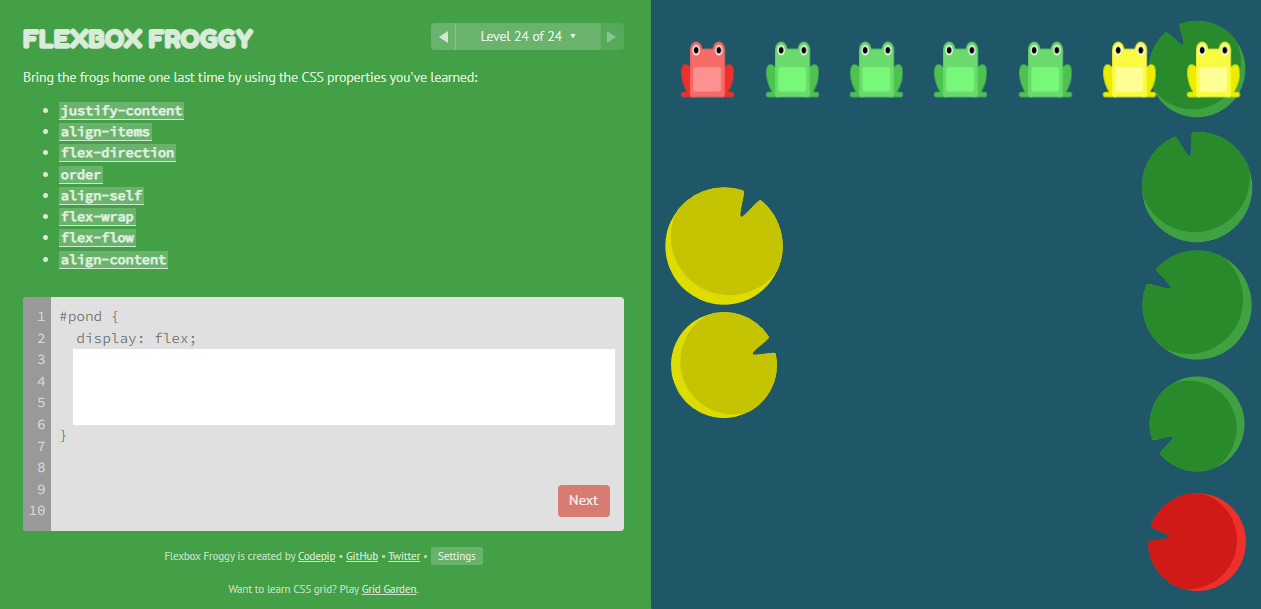 FLEXBOX FROGGY
Level 24 of 24
Bring the frogs home one last time by using the CSS properties you've learned:
• justify-content
• align-items
• flex-direction
• order
• align-self
• flex-wrap
• flex-flow
• align-content
1 #pond {
2 display: flex;
3
4
5
6
}
7
8
9
10
Next
Flexbox Froggy is created by Codepip • GitHub • Twitter • Settings
Want to learn CSS grid? Play Grid Garden.